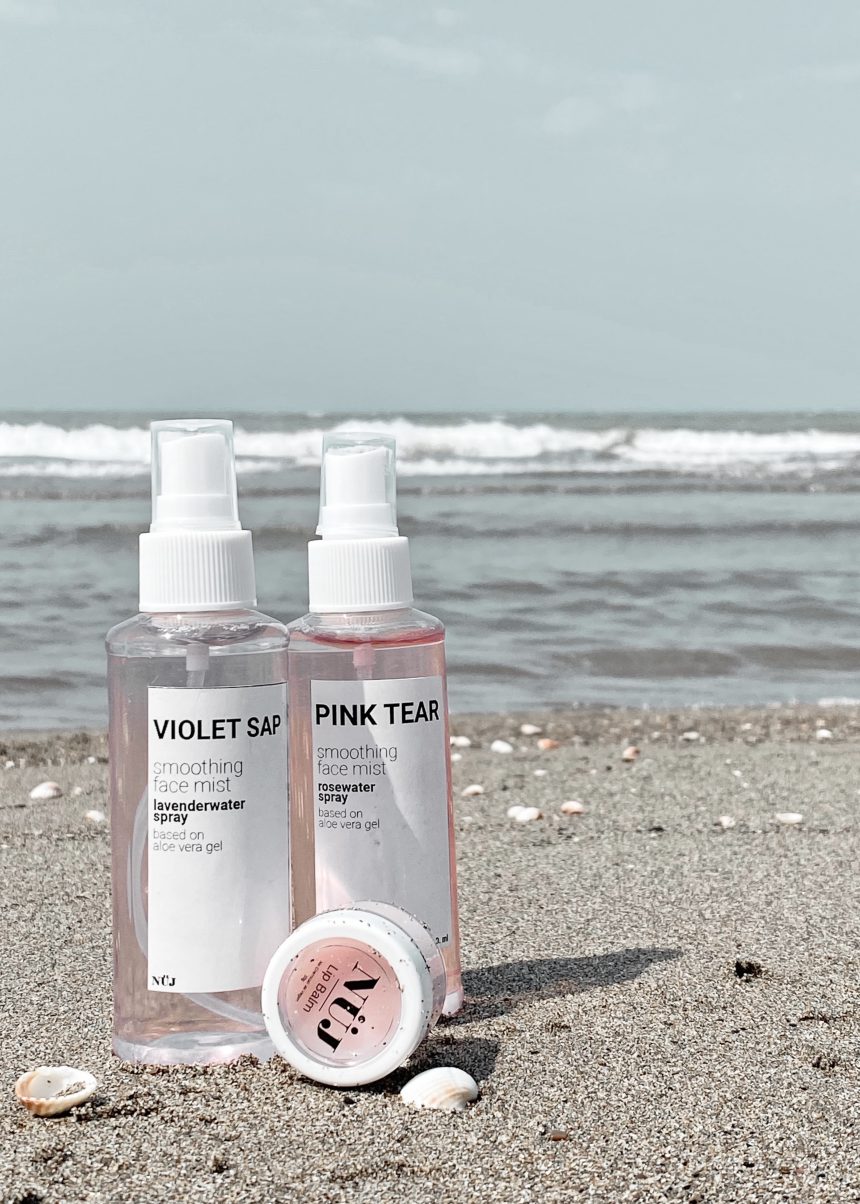 VIOLET SAP
smoothing
face mist
lavenderwater
spray
based on
aloe vera gel
NÜJ
PINK TEAR
smoothing
face mist
rosewater
spray
based on
aloe vera gel
ml
NÜJ
Lip Balm